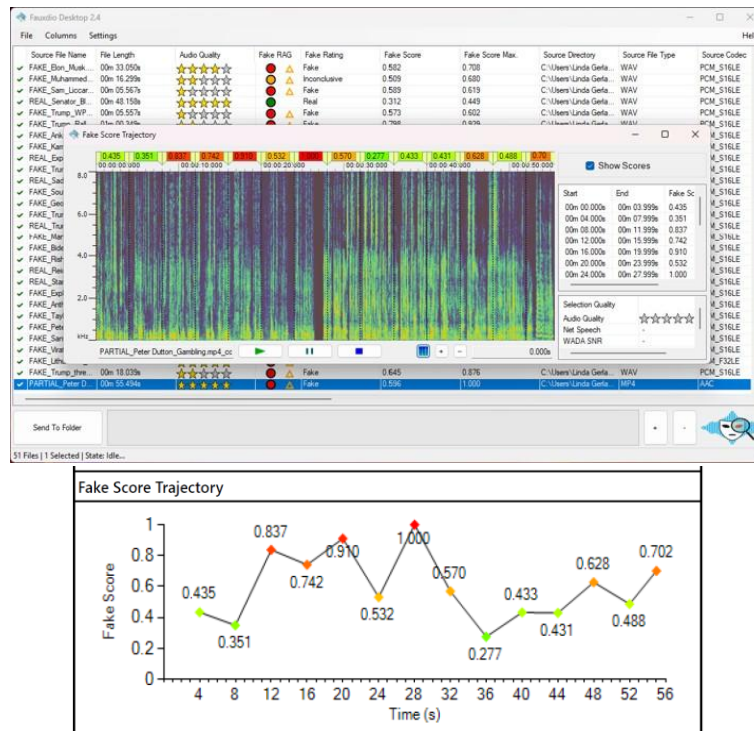 Fauxdio Desktop 2.4
File Columns Settings Hel
Source File Name File Length Audio Quality Fake RAG Fake Rating Fake Score Fake Score Max. Source Directory Source File Type Source Codec
FAKE_Elon_Musk... 00m 33.050s Fake 0.582 0.708 C:\Users\Linda Gerla... WAV PCM_S16LE
FAKE_Muhammed... 00m 16.299s Inconclusive 0.509 0.680 C:\Users\Linda Gerla... WAV PCM_S16LE
FAKE_Sam_Liccar... 00m 05.567s Fake 0.589 0.619 C:\Users\Linda Gerla... WAV PCM_S16LE
REAL_Senator_Bl... 00m 48.158s Real 0.312 0.449 C:\Users\Linda Gerla... WAV PCM_S16LE
FAKE_Trump_WP... 00m 05.557s Fake 0.573 0.602 C:\Users\Linda Gerla... WAV PCM_S16LE
Fake Score Trajectory
0.435 0.351 0.837 0.742 0.910 0.532 1.000 0.570 0.277 0.433 0.431 0.628 0.488 0.70
00:00:00.000 00:00:10.000 00:00:20.000 00:00:30.000 00:00:40.000 00:00:50.000
Show Scores
8.0
6.0
4.0
2.0
kHz
Start End Fake Sc
00m 00.000s 00m 03.999s 0.435
00m 04.000s 00m 07.999s 0.351
00m 08.000s 00m 11.999s 0.837
00m 12.000s 00m 15.999s 0.742
00m 16.000s 00m 19.999s 0.910
00m 20.000s 00m 23.999s 0.532
00m 24.000s 00m 27.999s 1.000
Selection Quality
Audio Quality
Net Speech -
WADA SNR -
PARTIAL_Peter Dutton_Gambling.mp4_cc 0.000s
FAKE_Trump_thre... 00m 18.039s Fake 0.645 0.876 C:\Users\Linda Gerla... WAV PCM_S16LE
PARTIAL_Peter D... 00m 55.494s Fake 0.596 1.000 C:\Users\Linda Gerla... MP4 AAC
Send To Folder + -
51 Files | 1 Selected | State: Idle...
Fake Score Trajectory
Fake Score
1
0.8
0.6
0.4
0.2
0
0.435 0.351 0.837 0.742 0.910 0.532 1.000 0.570 0.277 0.433 0.431 0.628 0.488 0.702
4 8 12 16 20 24 28 32 36 40 44 48 52 56
Time (s)